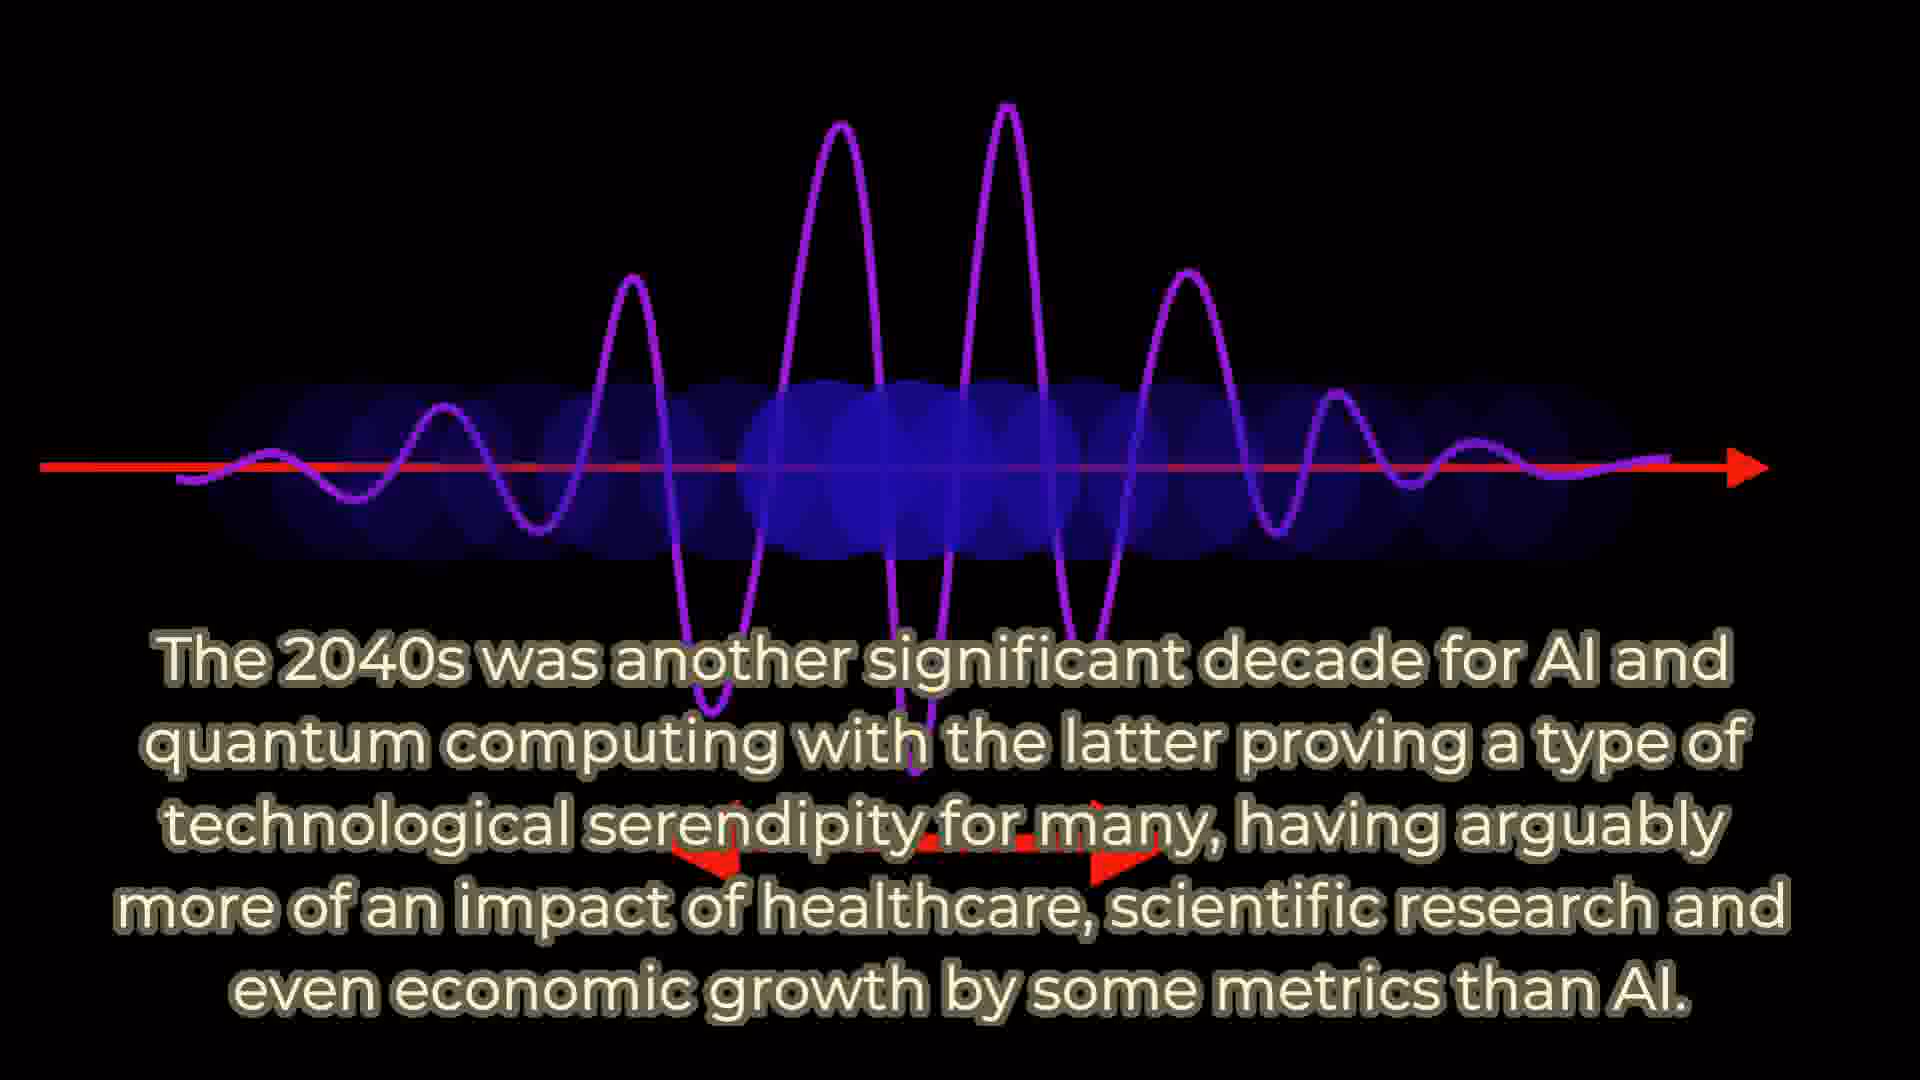 The 2040s was another significant decade for AI and
quantum computing with the latter proving a type of
technological serendipity for many, having arguably
more of an impact of healthcare, scientific research and
even economic growth by some metrics than AI.